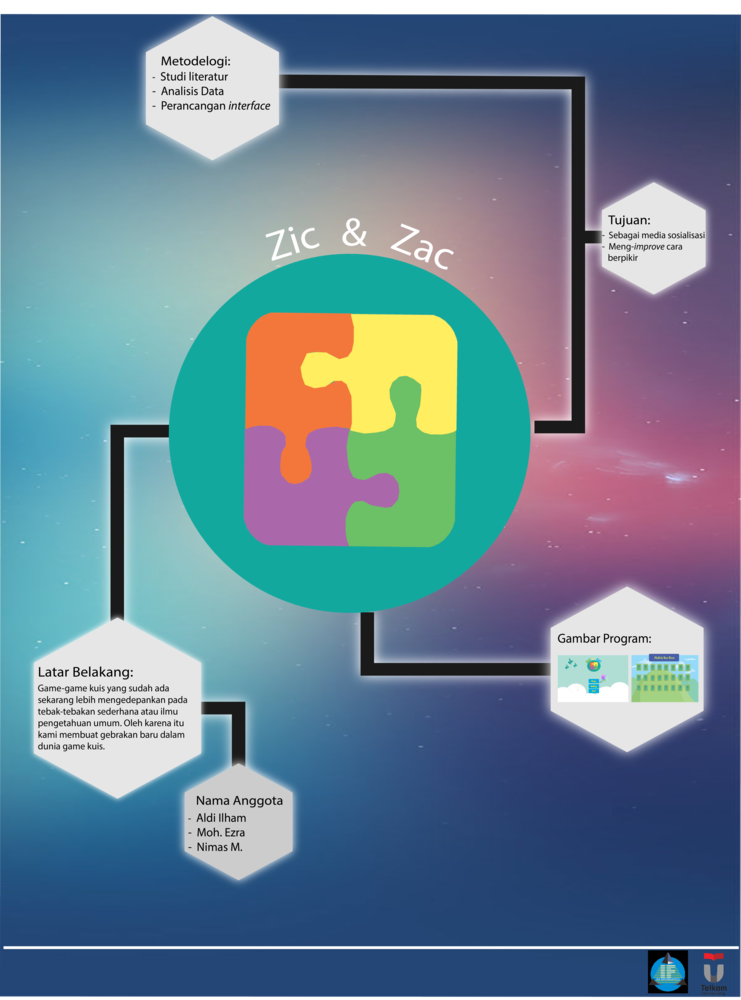 Metodelogi:
- Studi literatur
- Analisis Data
- Perancangan interface
Tujuan:
- Sebagai media sosialisasi
- Meng-improve cara
berpikir
Zic & Zac
Gambar Program:
Latar Belakang:
Game-game kuis yang sudah ada
sekarang lebih mengedepankan pada
tebak-tebakan sederhana atau ilmu
pengetahuan umum. Oleh karena itu
kami membuat gebrakan baru dalam
dunia game kuis.
Nama Anggota
- Aldi Ilham
- Moh. Ezra
- Nimas M.
Telkom